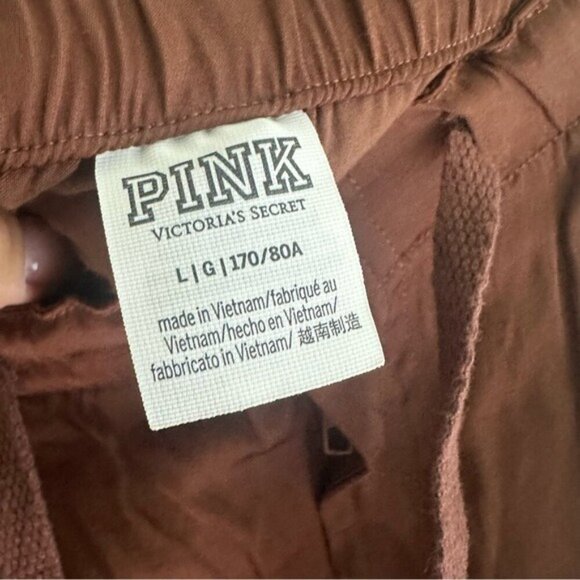 PINK
VICTORIA'S SECRET
L|G|170/80A
made in Vietnam/fabriqué au
Vietnam/hecho en Vietnam/
fabbricato in Vietnam/ 越南制造